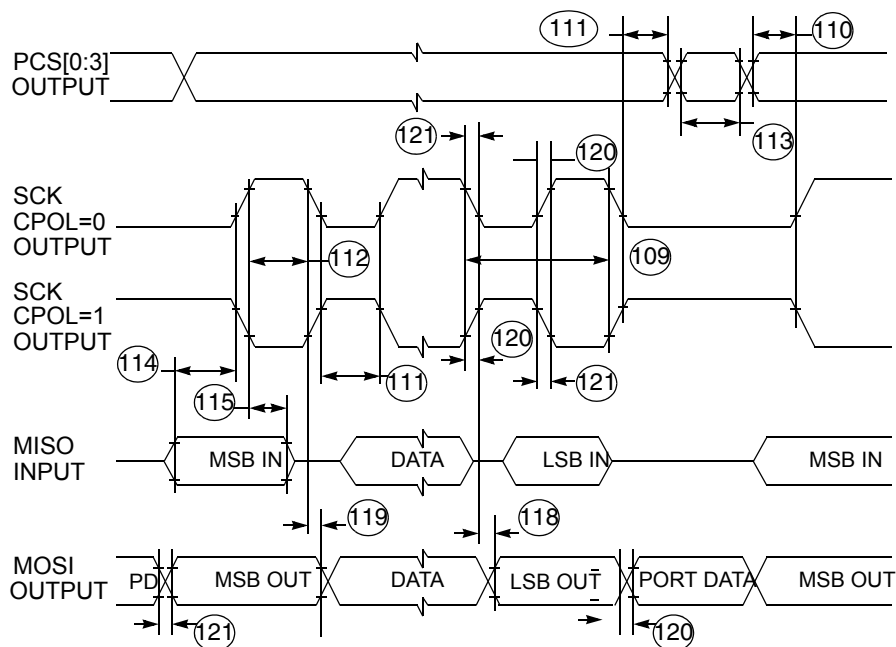 111
110
PCS[0:3]
OUTPUT
121
120
113
SCK
CPOL=0
OUTPUT
112
109
SCK
CPOL=1
OUTPUT
114
120
115
111
121
MISO
INPUT
MSB IN
DATA
LSB IN
MSB IN
119
118
MOSI
OUTPUT
PD
MSB OUT
DATA
LSB OUT
PORT DATA
MSB OUT
121
120